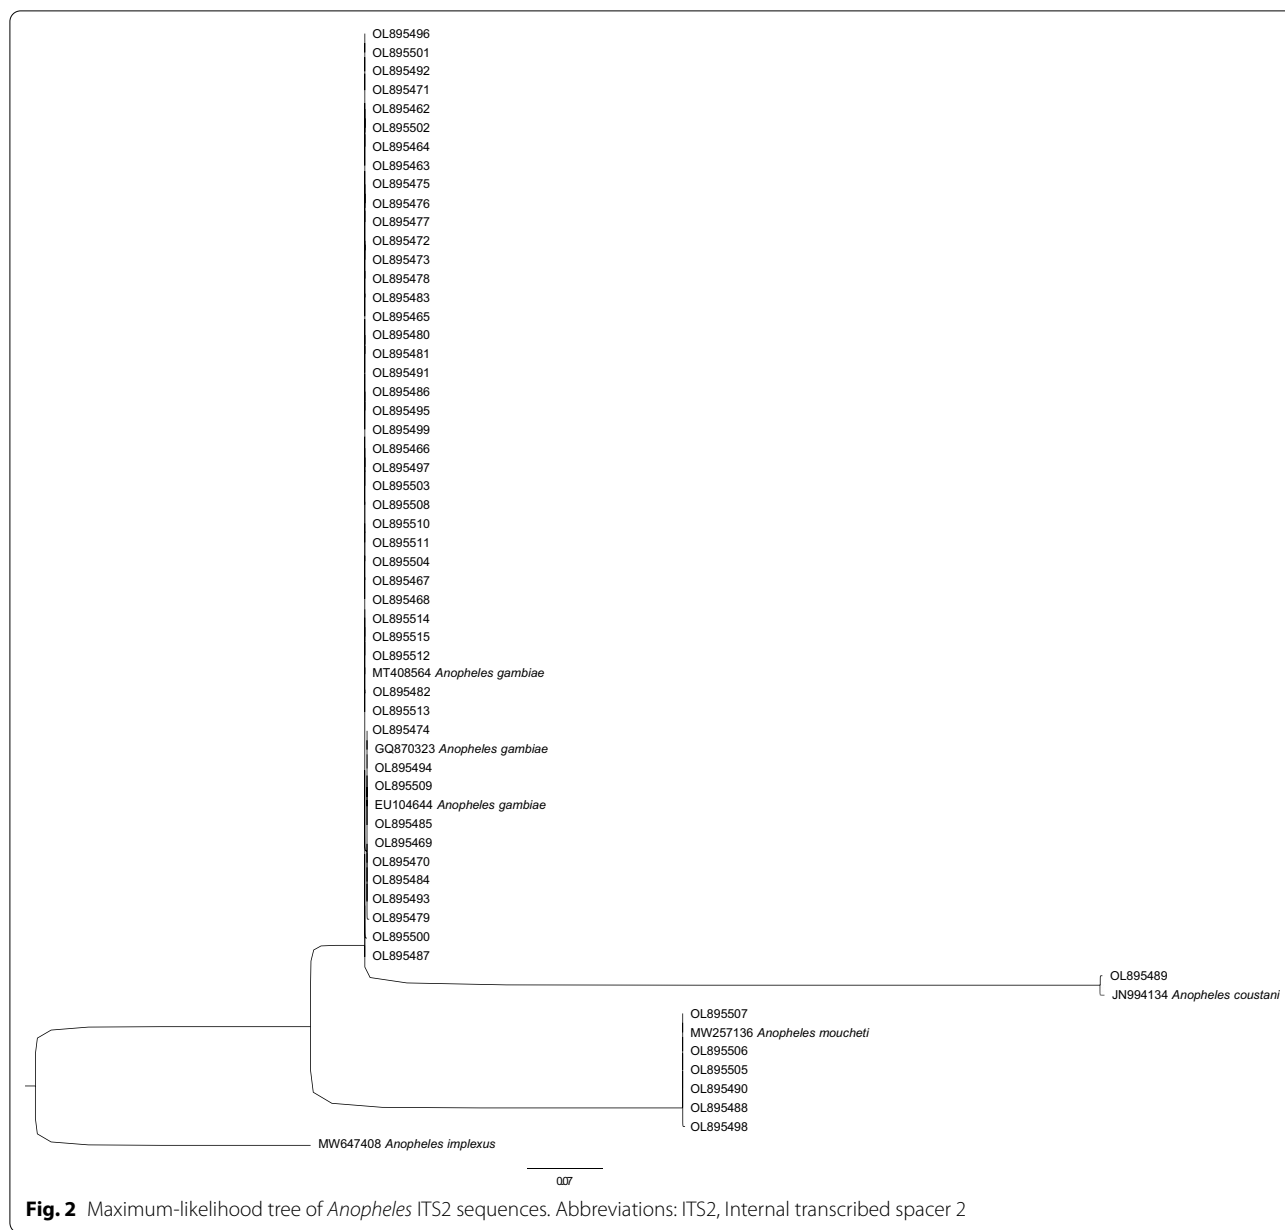 OL895496
OL895501
OL895492
OL895471
OL895462
OL895502
OL895464
OL895463
OL895475
OL895476
OL895477
OL895472
OL895473
OL895478
OL895483
OL895465
OL895480
OL895481
OL895491
OL895486
OL895495
OL895499
OL895466
OL895497
OL895503
OL895508
OL895510
OL895511
OL895504
OL895467
OL895468
OL895514
OL895515
OL895512
MT408564 Anopheles gambiae
OL895482
OL895513
OL895474
GQ870323 Anopheles gambiae
OL895494
OL895509
EU104644 Anopheles gambiae
OL895485
OL895469
OL895470
OL895484
OL895493
OL895479
OL895500
OL895487
OL895489
JN994134 Anopheles coustani
OL895507
MW257136 Anopheles moucheti
OL895506
OL895505
OL895490
OL895488
OL895498
MW647408 Anopheles implexus
0.07
Fig. 2 Maximum-likelihood tree of Anopheles ITS2 sequences. Abbreviations: ITS2, Internal transcribed spacer 2